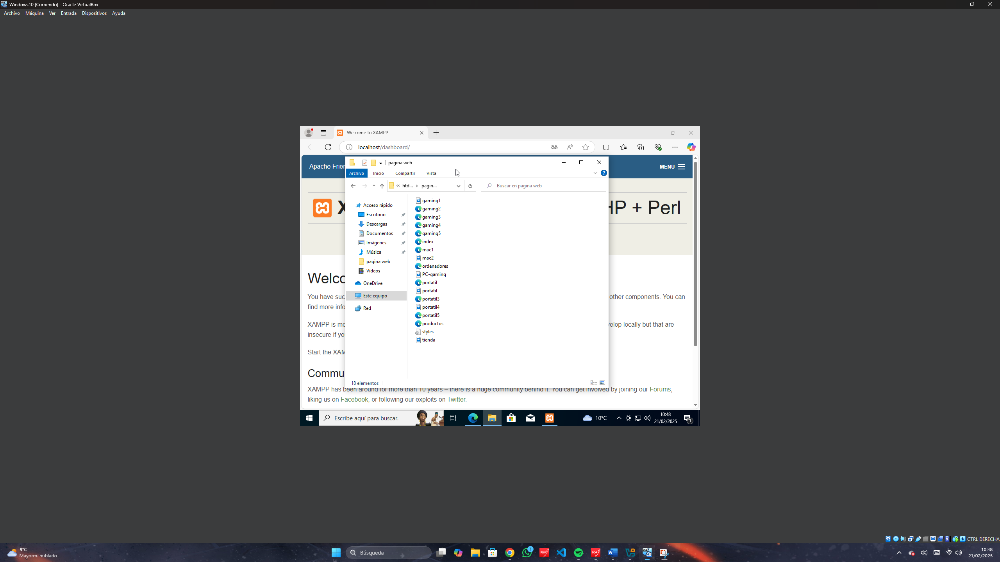 Windows10 [Corriendo] - Oracle VirtualBox
Archivo Máquina Ver Entrada Dispositivos Ayuda
Welcome to XAMPP
localhost/dashboard/
Apache Frien
MENU
pagina web
Archivo Inicio Compartir Vista
« htd... › pagin...
Buscar en pagina web
X
HP + Perl
Acceso rápido
Escritorio
Descargas
Documentos
Imágenes
Música
pagina web
Vídeos
OneDrive
Este equipo
Red
gaming1
gaming2
gaming3
gaming4
gaming5
index
mac1
mac2
ordenadores
PC-gaming
portatil
portatil
portatil3
portatil4
portatil5
productos
styles
tienda
18 elementos
Welco
You have suc
other components. You can
find more info
XAMPP is me
velop locally but that are
insecure if you
Start the XAM
Commu
XAMPP has been around for more than 10 years – there is a huge community behind it. You can get involved by joining our Forums,
liking us on Facebook, or following our exploits on Twitter.
Escribe aquí para buscar.
10°C
10:48
21/02/2025
1
CTRL DERECHA
9°C
Mayorm. nublado
Búsqueda
1
PDF
PDF
10:48
21/02/2025